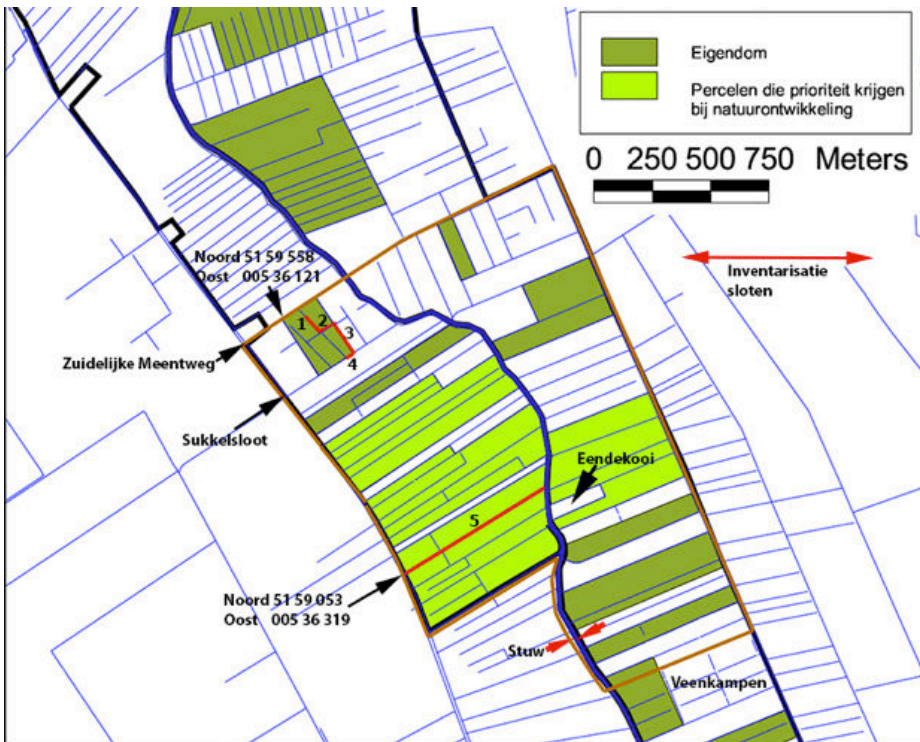 Eigendom
Percelen die prioriteit krijgen
bij natuurontwikkeling
0 250 500 750 Meters
Inventarisatie
sloten
Noord 51 59 558
Oost 005 36 121
1
2
3
4
Zuidelijke Meentweg
Sukkelsloot
Eendekooi
5
Noord 51 59 053
Oost 005 36 319
Stuw
Veenkampen